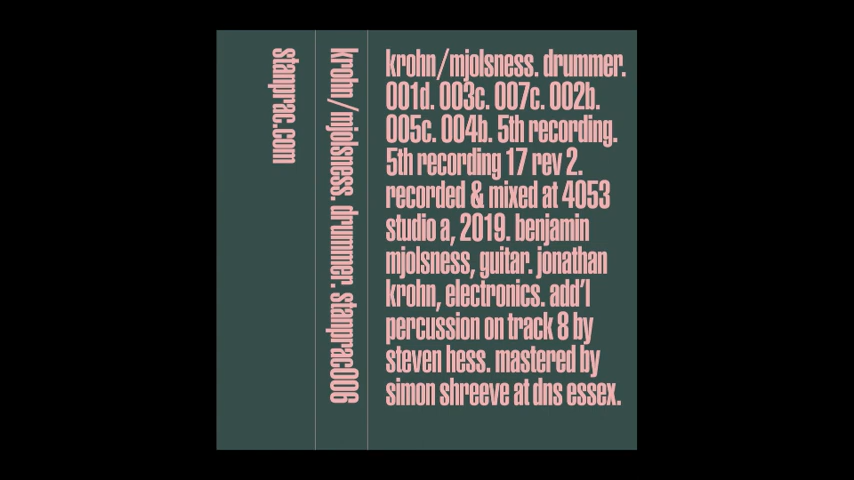 stanprac.com
krohn/mjolsness. drummer. stanprac006
krohn/mjolsness. drummer.
001d. 003c. 007c. 002b.
005c. 004b. 5th recording.
5th recording 17 rev 2.
recorded & mixed at 4053
studio a, 2019. benjamin
mjolsness, guitar. jonathan
krohn, electronics. add'l
percussion on track 8 by
steven hess. mastered by
simon shreeve at dns essex.